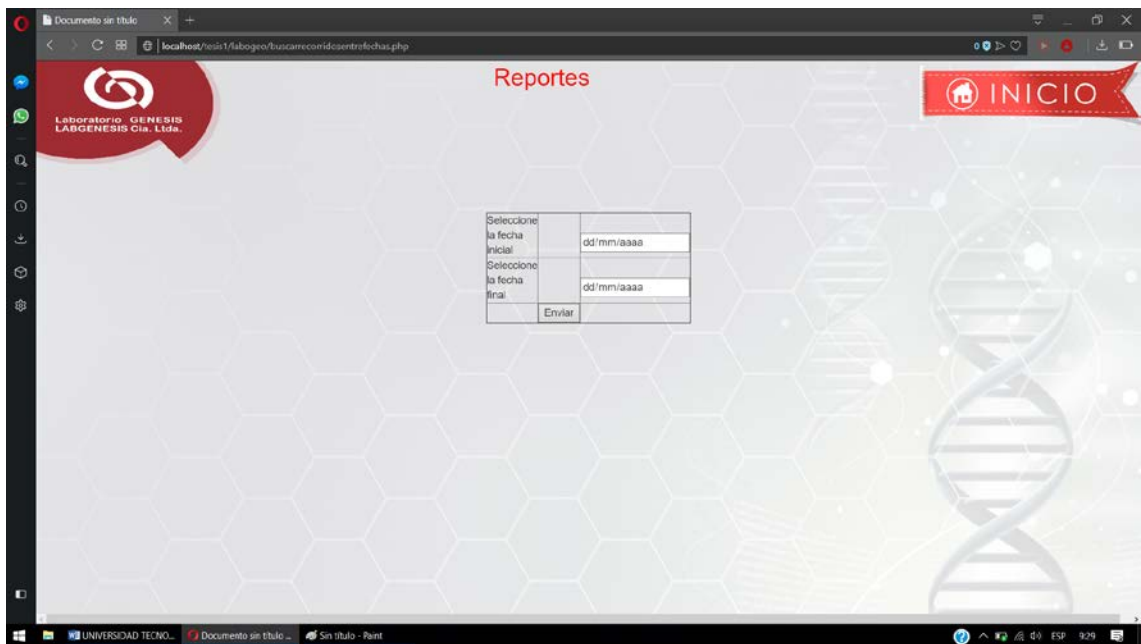 Documento sin título
localhost/tesis1/labogeo/buscarrecorridosentrefechas.php
0
Reportes
INICIO
Laboratorio GENESIS
LABGENESIS Cia. Ltda.
Seleccione
la fecha
inicial
dd/mm/aaaa
Seleccione
la fecha
final
dd/mm/aaaa
Enviar
UNIVERSIDAD TECNO...
Documento sin título ...
Sin título - Paint
ESP
9:29